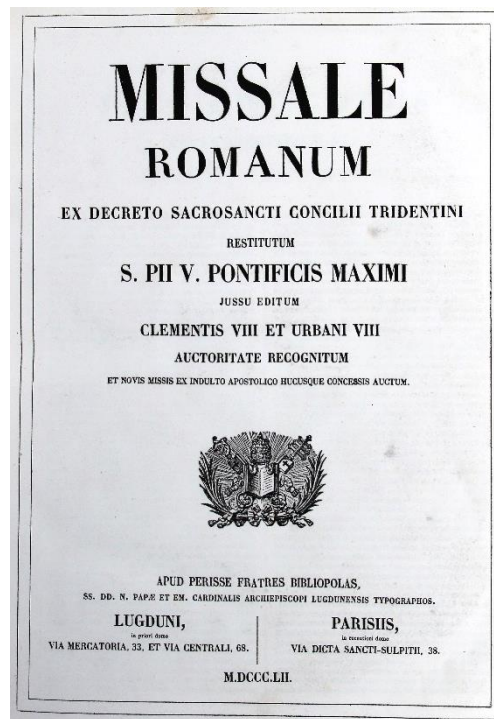 MISSALE
ROMANUM
EX DECRETO SACROSANCTI CONCILII TRIDENTINI
RESTITUTUM
S. PII V. PONTIFICIS MAXIMI
JUSSU EDITUM
CLEMENTIS VIII ET URBANI VIII
AUCTORITATE RECOGNITUM
ET NOVIS MISSIS EX INDULTO APOSTOLICO HUCUSQUE CONCESSIS AUCTUM.
APUD PERISSE FRATRES BIBLIOPOLAS,
SS. DD. N. PAPÆ ET EM. CARDINALIS ARCHIEPISCOPI LUGDUNENSIS TYPOGRAPHOS.
LUGDUNI,
in priori domo
VIA MERCATORIA, 33, ET VIA CENTRALI, 68.
PARISIIS,
in recentiori domo
VIA DICTA SANCTI-SULPITII, 38.
M.DCCC.LII.